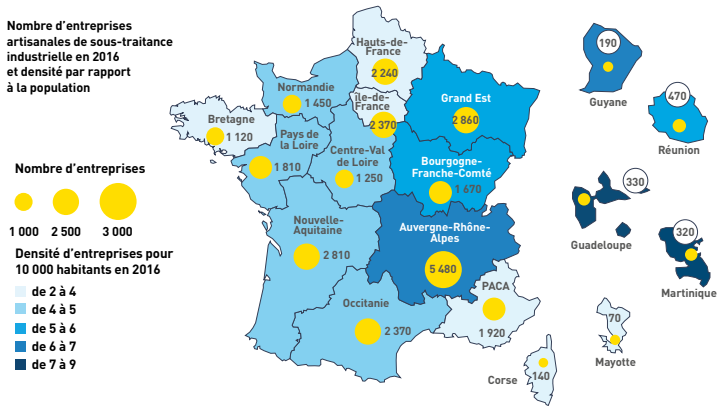 Nombre d'entreprises
artisanales de sous-traitance
industrielle en 2016
et densité par rapport
à la population
Nombre d'entreprises
1 000 2 500 3 000
Densité d'entreprises pour
10 000 habitants en 2016
de 2 à 4
de 4 à 5
de 5 à 6
de 6 à 7
de 7 à 9
Hauts-de-
France
2 240
Normandie
1 450
île-de-
France
2 370
Grand Est
2 860
Bretagne
1 120
Pays de
la Loire
1 810
Centre-Val
de Loire
1 250
Bourgogne-
Franche-Comté
1 670
Nouvelle-
Aquitaine
2 810
Auvergne-Rhône-
Alpes
5 480
Occitanie
2 370
PACA
1 920
Corse
140
190
Guyane
470
Réunion
330
Guadeloupe
320
Martinique
70
Mayotte